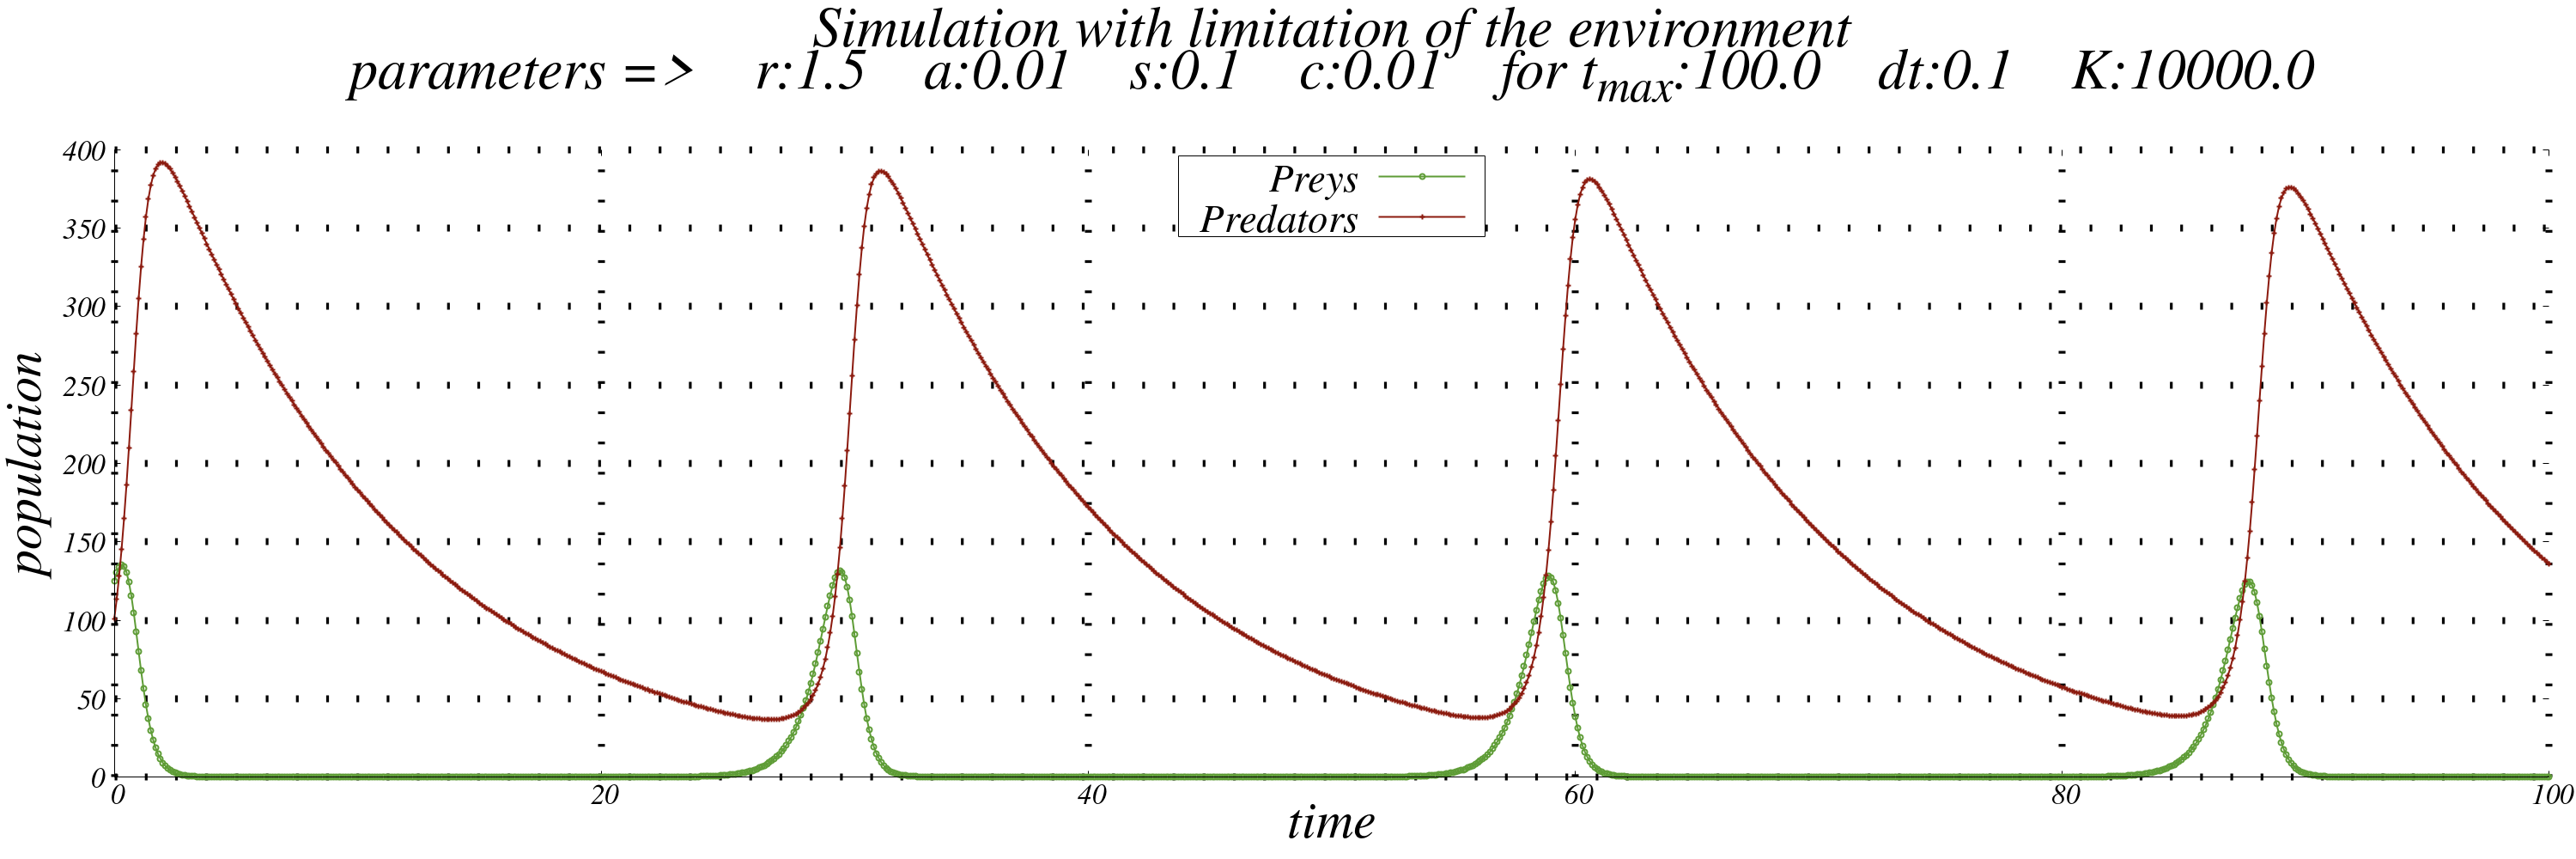 Simulation with limitation of the environment
parameters => r:1.5 a:0.01 s:0.1 c:0.01 for tmax:100.0 dt:0.1 K:10000.0
400
350
300
250
200
150
100
50
0
population
Preys
Predators
0 20 40 60 80 100
time